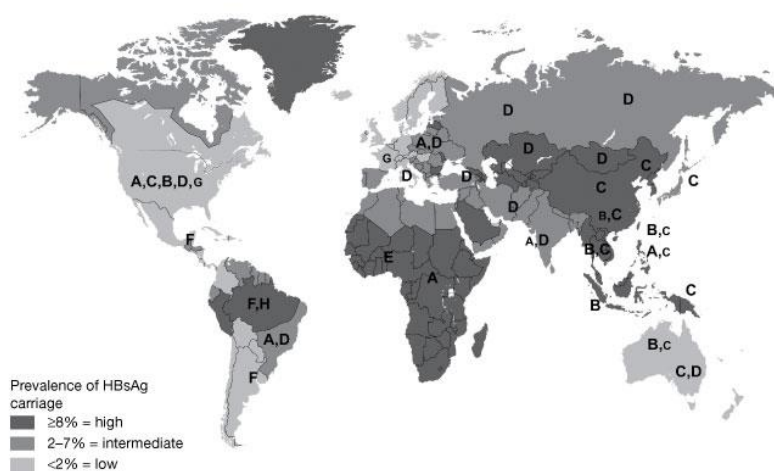 D
D
A,D
D
D
G
D
D
C
C
A,C,B,D,G
C
D
B,C
B,C
F
A,D
B,C
A,C
E
A
C
F,H
B
A,D
B,C
F
C,D
Prevalence of HBsAg
carriage
≥8% = high
2–7% = intermediate
<2% = low